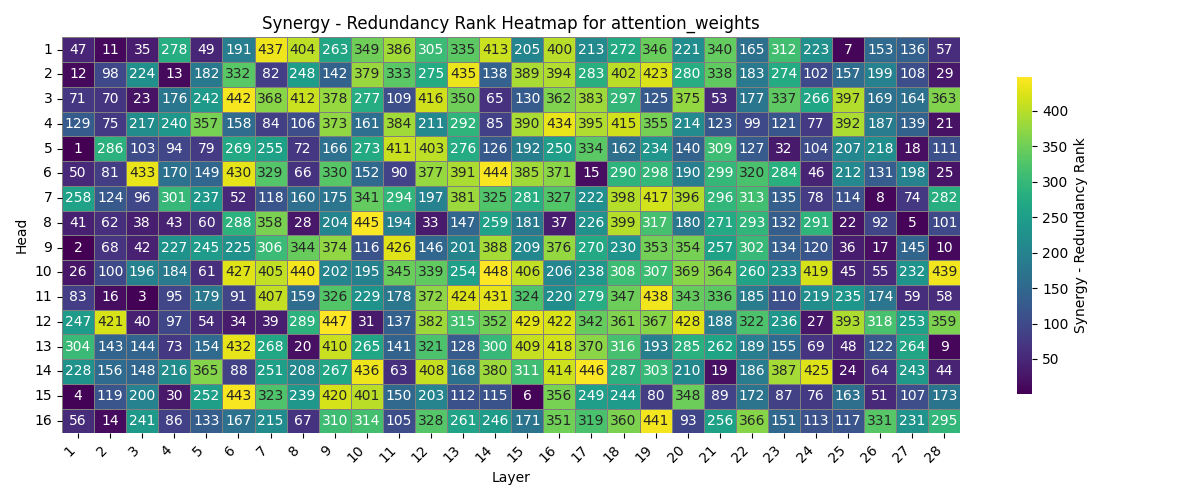 Synergy - Redundancy Rank Heatmap for attention_weights
1 47 11 35 278 49 191 437 404 263 349 386 305 335 413 205 400 213 272 346 221 340 165 312 223 7 153 136 57
2 12 98 224 13 182 332 82 248 142 379 333 275 435 138 389 394 283 402 423 280 338 183 274 102 157 199 108 29
3 71 70 23 176 242 442 368 412 378 277 109 416 350 65 130 362 383 297 125 375 53 177 337 266 397 169 164 363
4 129 75 217 240 357 158 84 106 373 161 384 211 292 85 390 434 395 415 355 214 123 99 121 77 392 187 139 21
5 1 286 103 94 79 269 255 72 166 273 411 403 276 126 192 250 334 162 234 140 309 127 32 104 207 218 18 111
6 50 81 433 170 149 430 329 66 330 152 90 377 391 444 385 371 15 290 298 190 299 320 284 46 212 131 198 25
7 258 124 96 301 237 52 118 160 175 341 294 197 381 325 281 327 222 398 417 396 296 313 135 78 114 8 74 282
8 41 62 38 43 60 288 358 28 204 445 194 33 147 259 181 37 226 399 317 180 271 293 132 291 22 92 5 101
9 2 68 42 227 245 225 306 344 374 116 426 146 201 388 209 376 270 230 353 354 257 302 134 120 36 17 145 10
10 26 100 196 184 61 427 405 440 202 195 345 339 254 448 406 206 238 308 307 369 364 260 233 419 45 55 232 439
11 83 16 3 95 179 91 407 159 326 229 178 372 424 431 324 220 279 347 438 343 336 185 110 219 235 174 59 58
12 247 421 40 97 54 34 39 289 447 31 137 382 315 352 429 422 342 361 367 428 188 322 236 27 393 318 253 359
13 304 143 144 73 154 432 268 20 410 265 141 321 128 300 409 418 370 316 193 285 262 189 155 69 48 122 264 9
14 228 156 148 216 365 88 251 208 267 436 63 408 168 380 311 414 446 287 303 210 19 186 387 425 24 64 243 44
15 4 119 200 30 252 443 323 239 420 401 150 203 112 115 6 356 249 244 80 348 89 172 87 76 163 51 107 173
16 56 14 241 86 133 167 215 67 310 314 105 328 261 246 171 351 319 360 441 93 256 366 151 113 117 331 231 295
1 2 3 4 5 6 7 8 9 10 11 12 13 14 15 16 17 18 19 20 21 22 23 24 25 26 27 28
Layer
Head
400
350
300
250
200
150
100
50
Synergy - Redundancy Rank